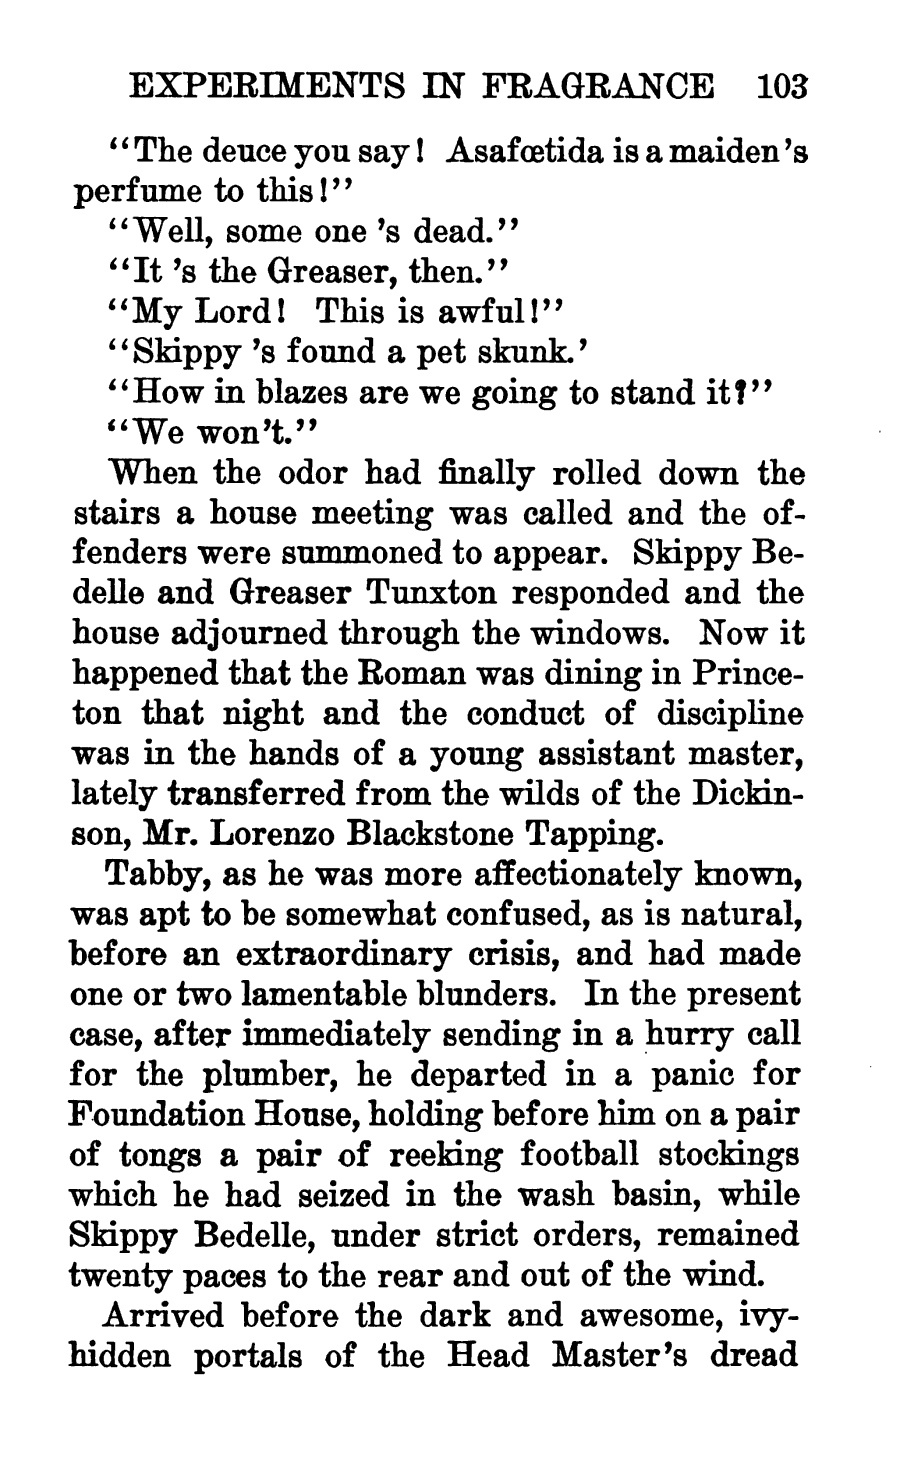 EXPERIMENTS IN FRAGRANCE 103
“The deuce you say! Asafœtida is a maiden's
perfume to this!”
“Well, some one 's dead.”
“It 's the Greaser, then.”
“My Lord! This is awful!”
“Skippy 's found a pet skunk.’
“How in blazes are we going to stand it?”
“We won't.”
When the odor had finally rolled down the
stairs a house meeting was called and the of-
fenders were summoned to appear. Skippy Be-
delle and Greaser Tunxton responded and the
house adjourned through the windows. Now it
happened that the Roman was dining in Prince-
ton that night and the conduct of discipline
was in the hands of a young assistant master,
lately transferred from the wilds of the Dickin-
son, Mr. Lorenzo Blackstone Tapping.
Tabby, as he was more affectionately known,
was apt to be somewhat confused, as is natural,
before an extraordinary crisis, and had made
one or two lamentable blunders. In the present
case, after immediately sending in a hurry call
for the plumber, he departed in a panic for
Foundation House, holding before him on a pair
of tongs a pair of reeking football stockings
which he had seized in the wash basin, while
Skippy Bedelle, under strict orders, remained
twenty paces to the rear and out of the wind.
Arrived before the dark and awesome, ivy-
hidden portals of the Head Master's dread